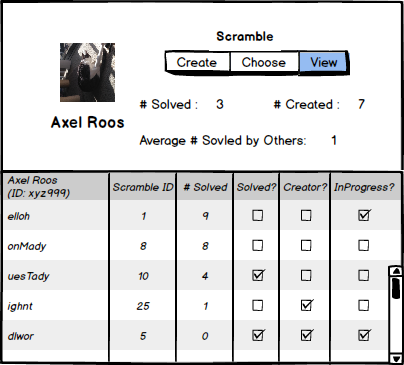 Scramble
Create Choose View
# Solved : 3 # Created : 7
Axel Roos
Average # Sovled by Others: 1
Axel Roos (ID: xyz999) Scramble ID # Solved Solved? Creator? InProgress?
elloh 1 9
onMady 8 8
uesTady 10 4
ighnt 25 1
dlwor 5 0